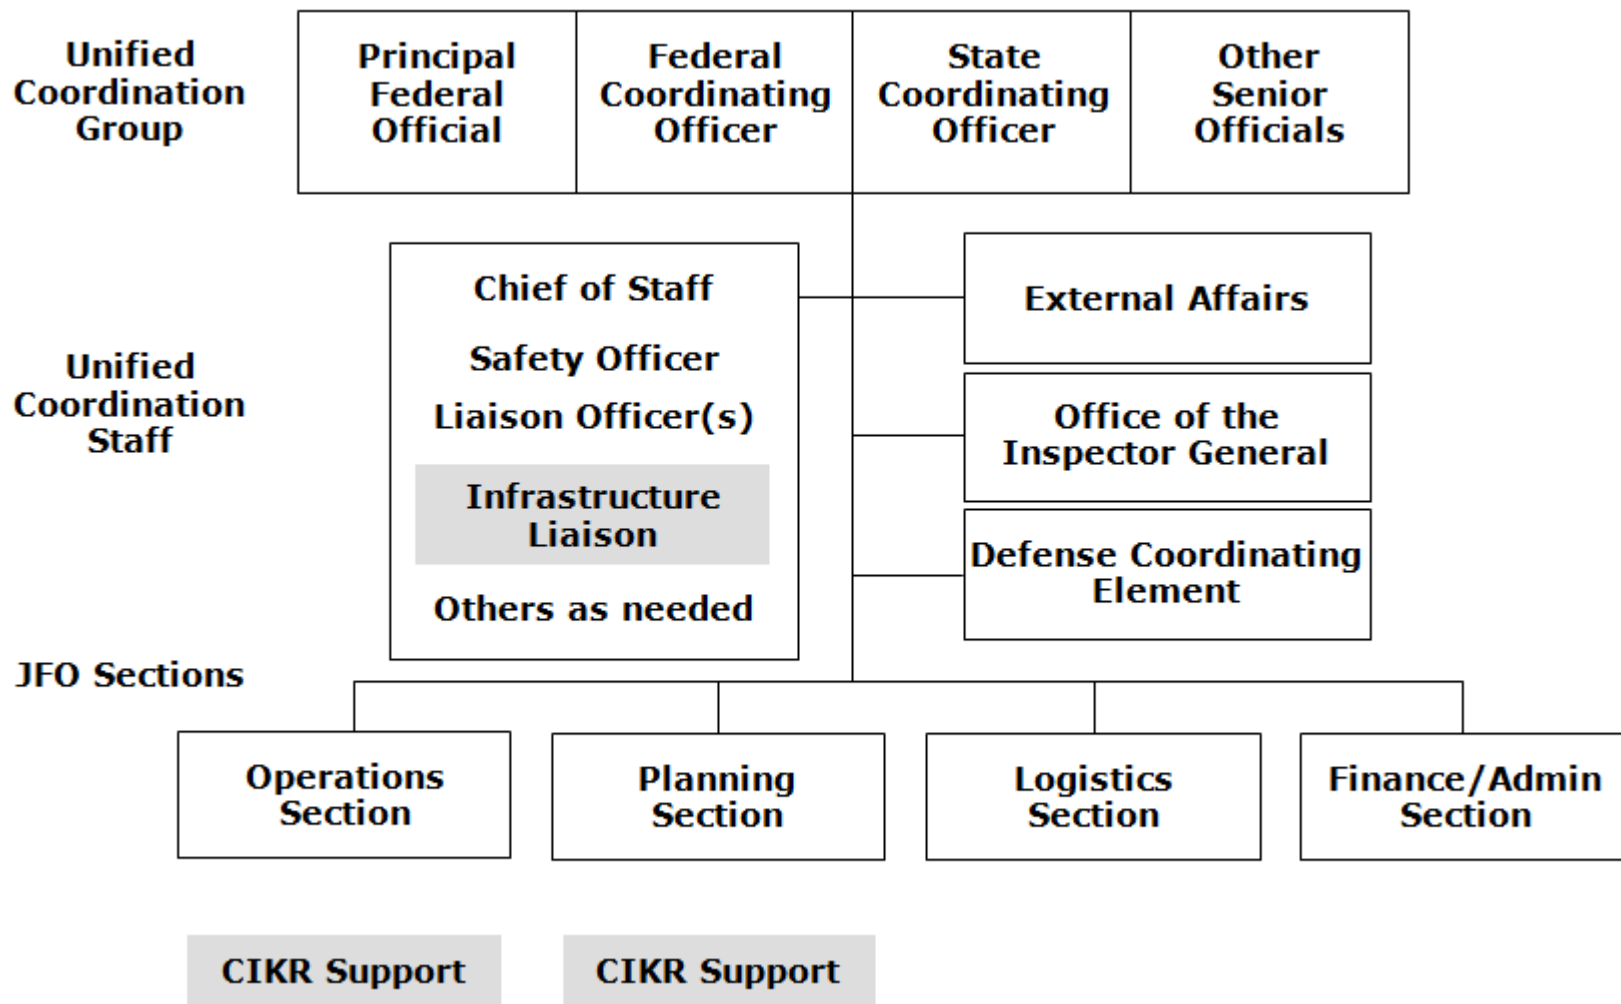 Unified
Coordination
Group
Principal
Federal
Official
Federal
Coordinating
Officer
State
Coordinating
Officer
Other
Senior
Officials
Unified
Coordination
Staff
Chief of Staff
Safety Officer
Liaison Officer(s)
Infrastructure
Liaison
Others as needed
External Affairs
Office of the
Inspector General
Defense Coordinating
Element
JFO Sections
Operations
Section
Planning
Section
Logistics
Section
Finance/Admin
Section
CIKR Support
CIKR Support